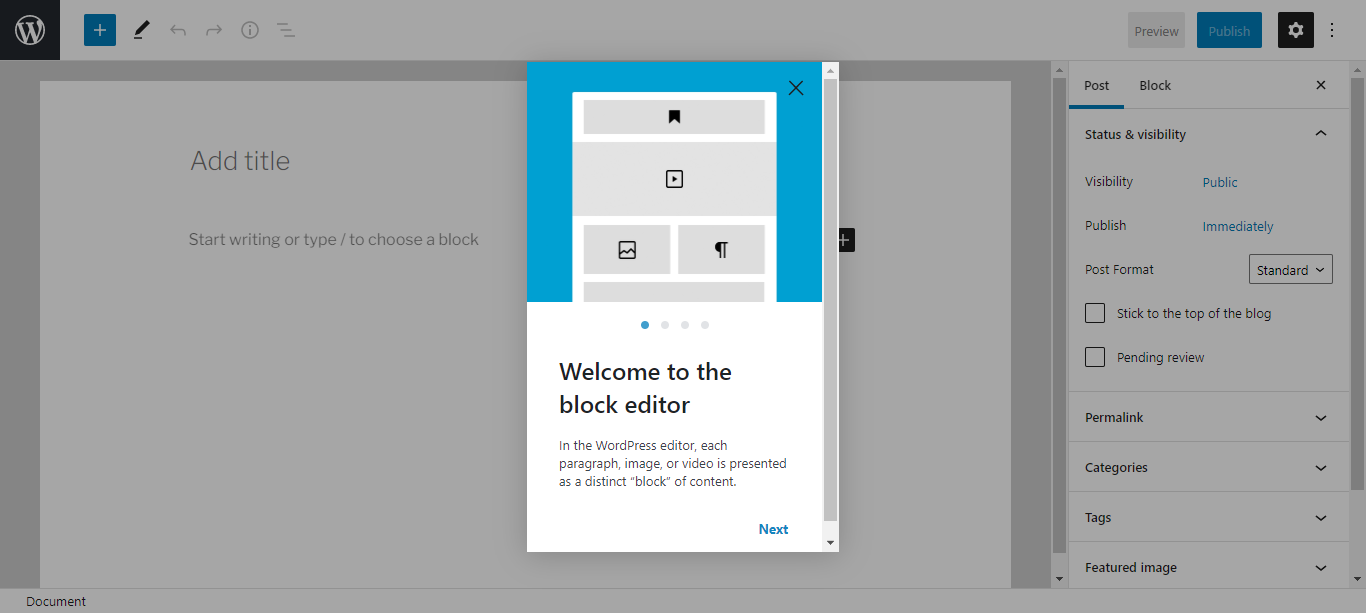 Preview
Publish
Add title
Start writing or type / to choose a block
Welcome to the
block editor
In the WordPress editor, each
paragraph, image, or video is presented
as a distinct “block” of content.
Next
Post Block
Status & visibility
Visibility Public
Publish Immediately
Post Format Standard
Stick to the top of the blog
Pending review
Permalink
Categories
Tags
Featured image
Document